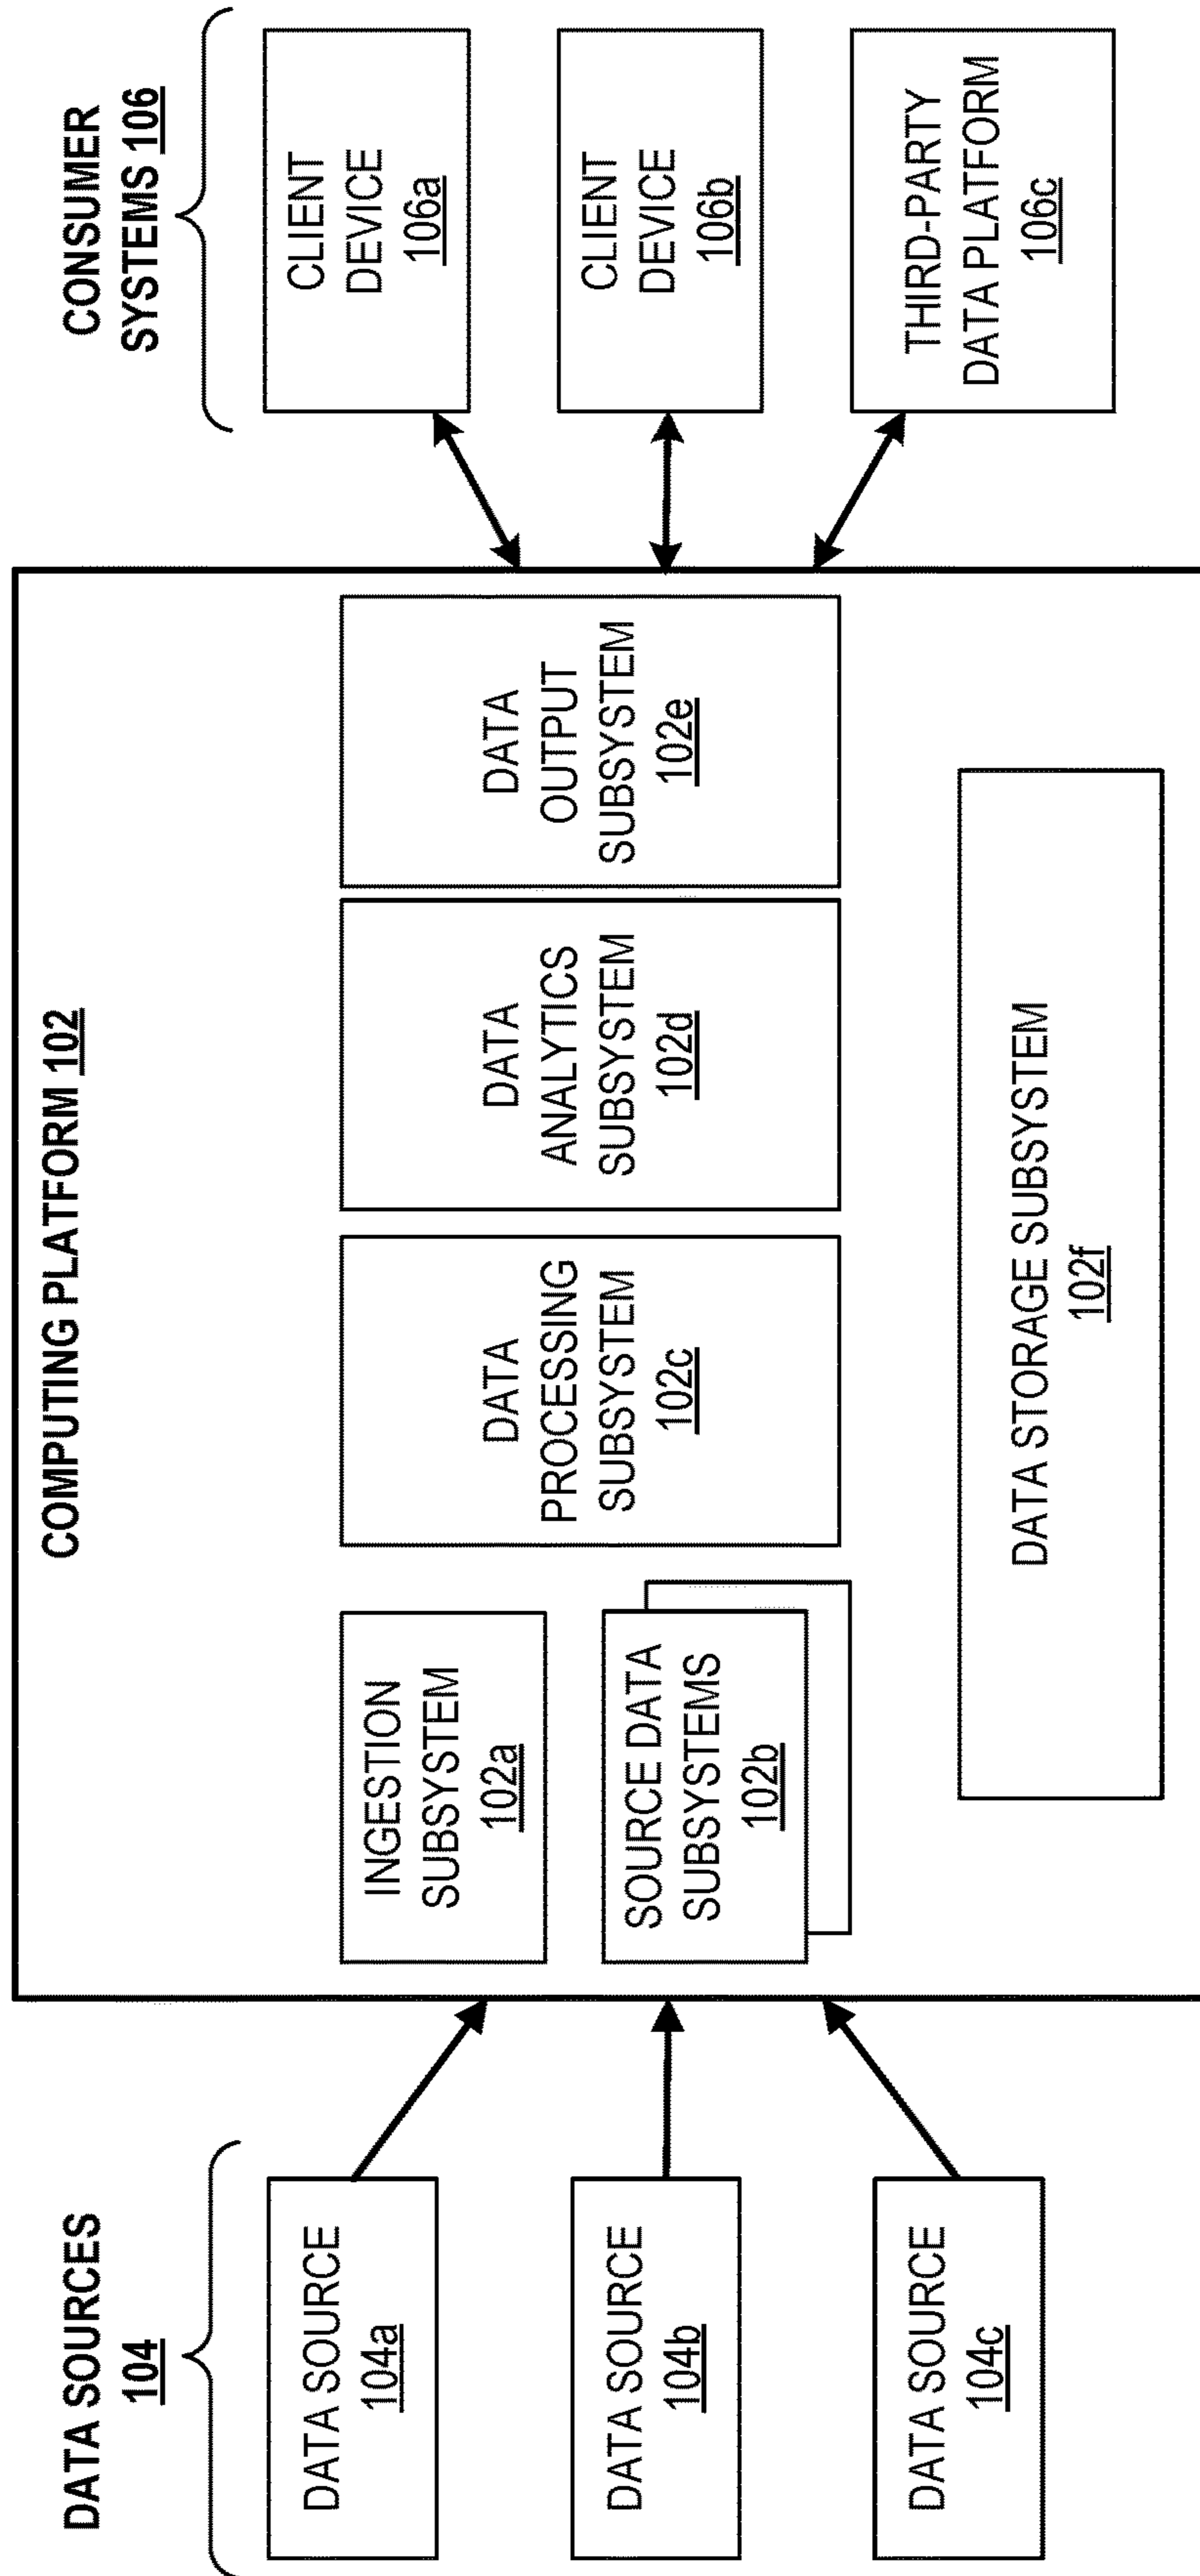 DATA SOURCES
104
DATA SOURCE
104a
DATA SOURCE
104b
DATA SOURCE
104c
COMPUTING PLATFORM 102
INGESTION
SUBSYSTEM
102a
SOURCE DATA
SUBSYSTEMS
102b
DATA
PROCESSING
SUBSYSTEM
102c
DATA
ANALYTICS
SUBSYSTEM
102d
DATA
OUTPUT
SUBSYSTEM
102e
DATA STORAGE SUBSYSTEM
102f
CONSUMER
SYSTEMS 106
CLIENT
DEVICE
106a
CLIENT
DEVICE
106b
THIRD-PARTY
DATA PLATFORM
106c